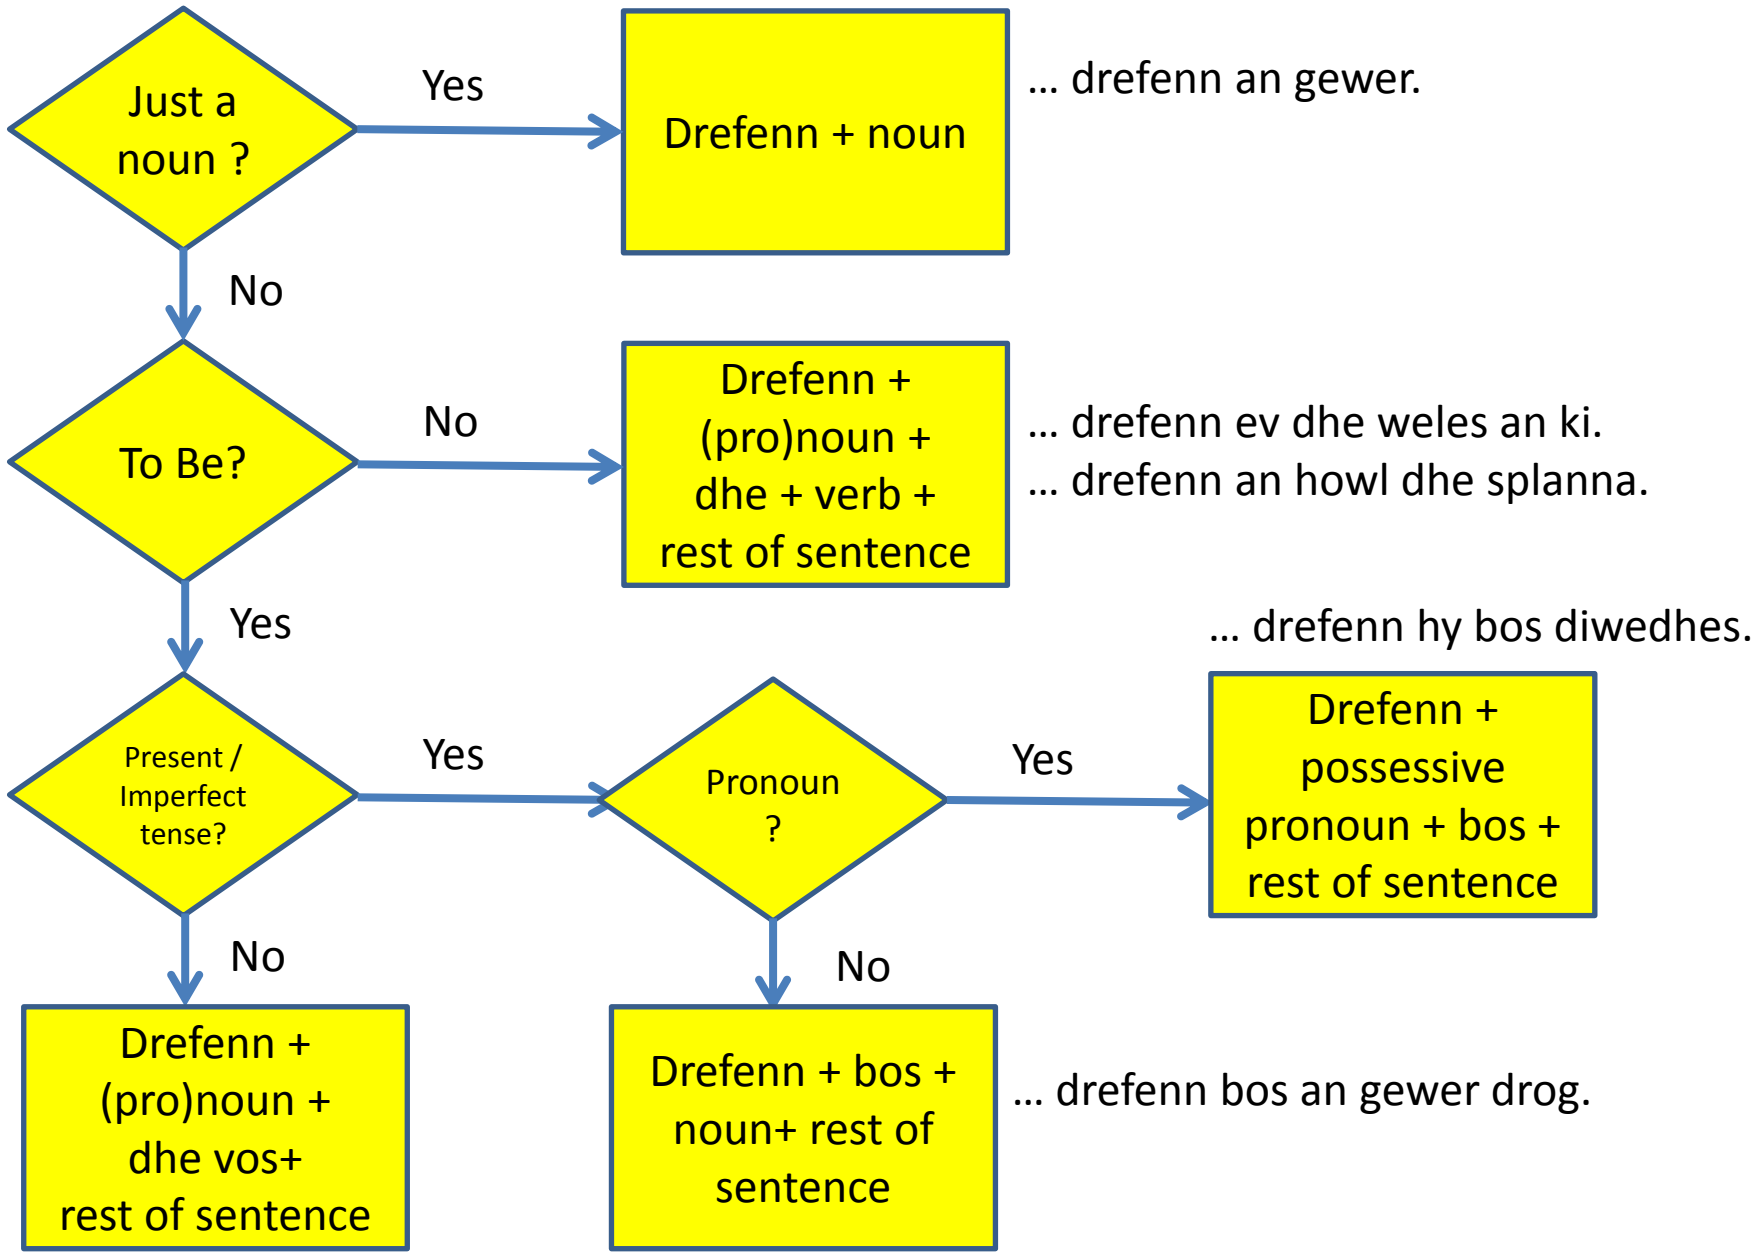 Just a
noun ?
Yes
Drefenn + noun
... drefenn an gewer.
No
To Be?
No
Drefenn +
(pro)noun +
dhe + verb +
rest of sentence
... drefenn ev dhe weles an ki.
... drefenn an howl dhe splanna.
Yes
Present /
Imperfect
tense?
Yes
Pronoun
?
Yes
... drefenn hy bos diwedhes.
Drefenn +
possessive
pronoun + bos +
rest of sentence
No
Drefenn +
(pro)noun +
dhe vos+
rest of sentence
No
Drefenn + bos +
noun+ rest of
sentence
... drefenn bos an gewer drog.